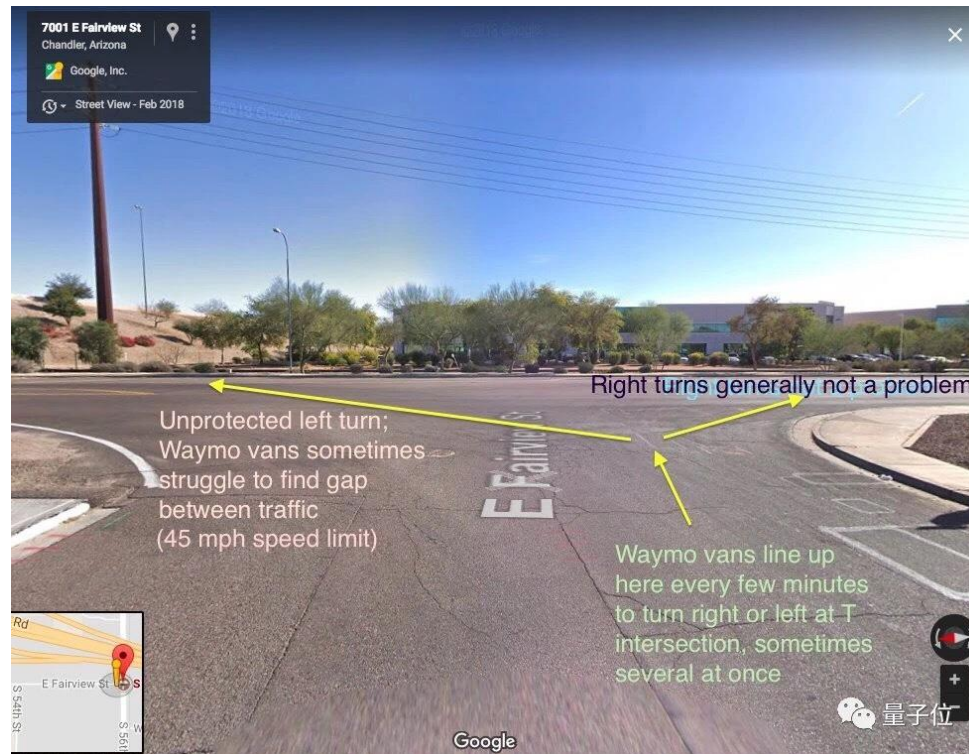 7001 E Fairview St
Chandler, Arizona
Google, Inc.
Street View - Feb 2018
Right turns generally not a problem
Unprotected left turn;
Waymo vans sometimes
struggle to find gap
between traffic
(45 mph speed limit)
E Fairview St
Waymo vans line up
here every few minutes
to turn right or left at T
intersection, sometimes
several at once
Rd
E Fairview St
S
S 54th St
S 56th
W
Google
量子位